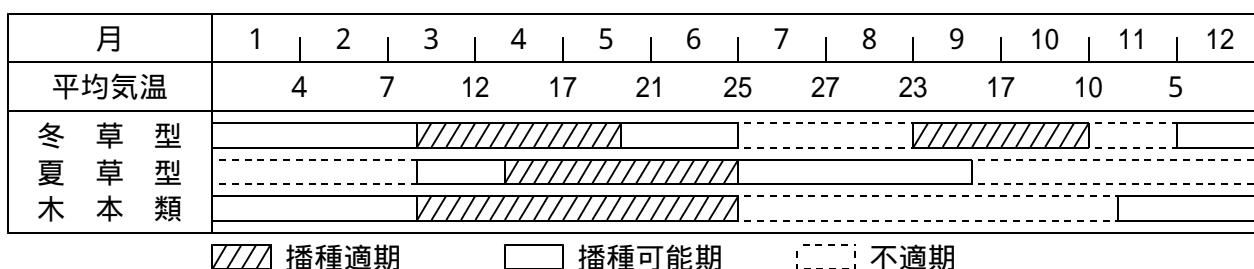 月 1 2 3 4 5 6 7 8 9 10 11 12
平均気温 4 7 12 17 21 25 27 23 17 10 5
冬草型
夏草型
木本類
播種適期 播種可能期 不適期